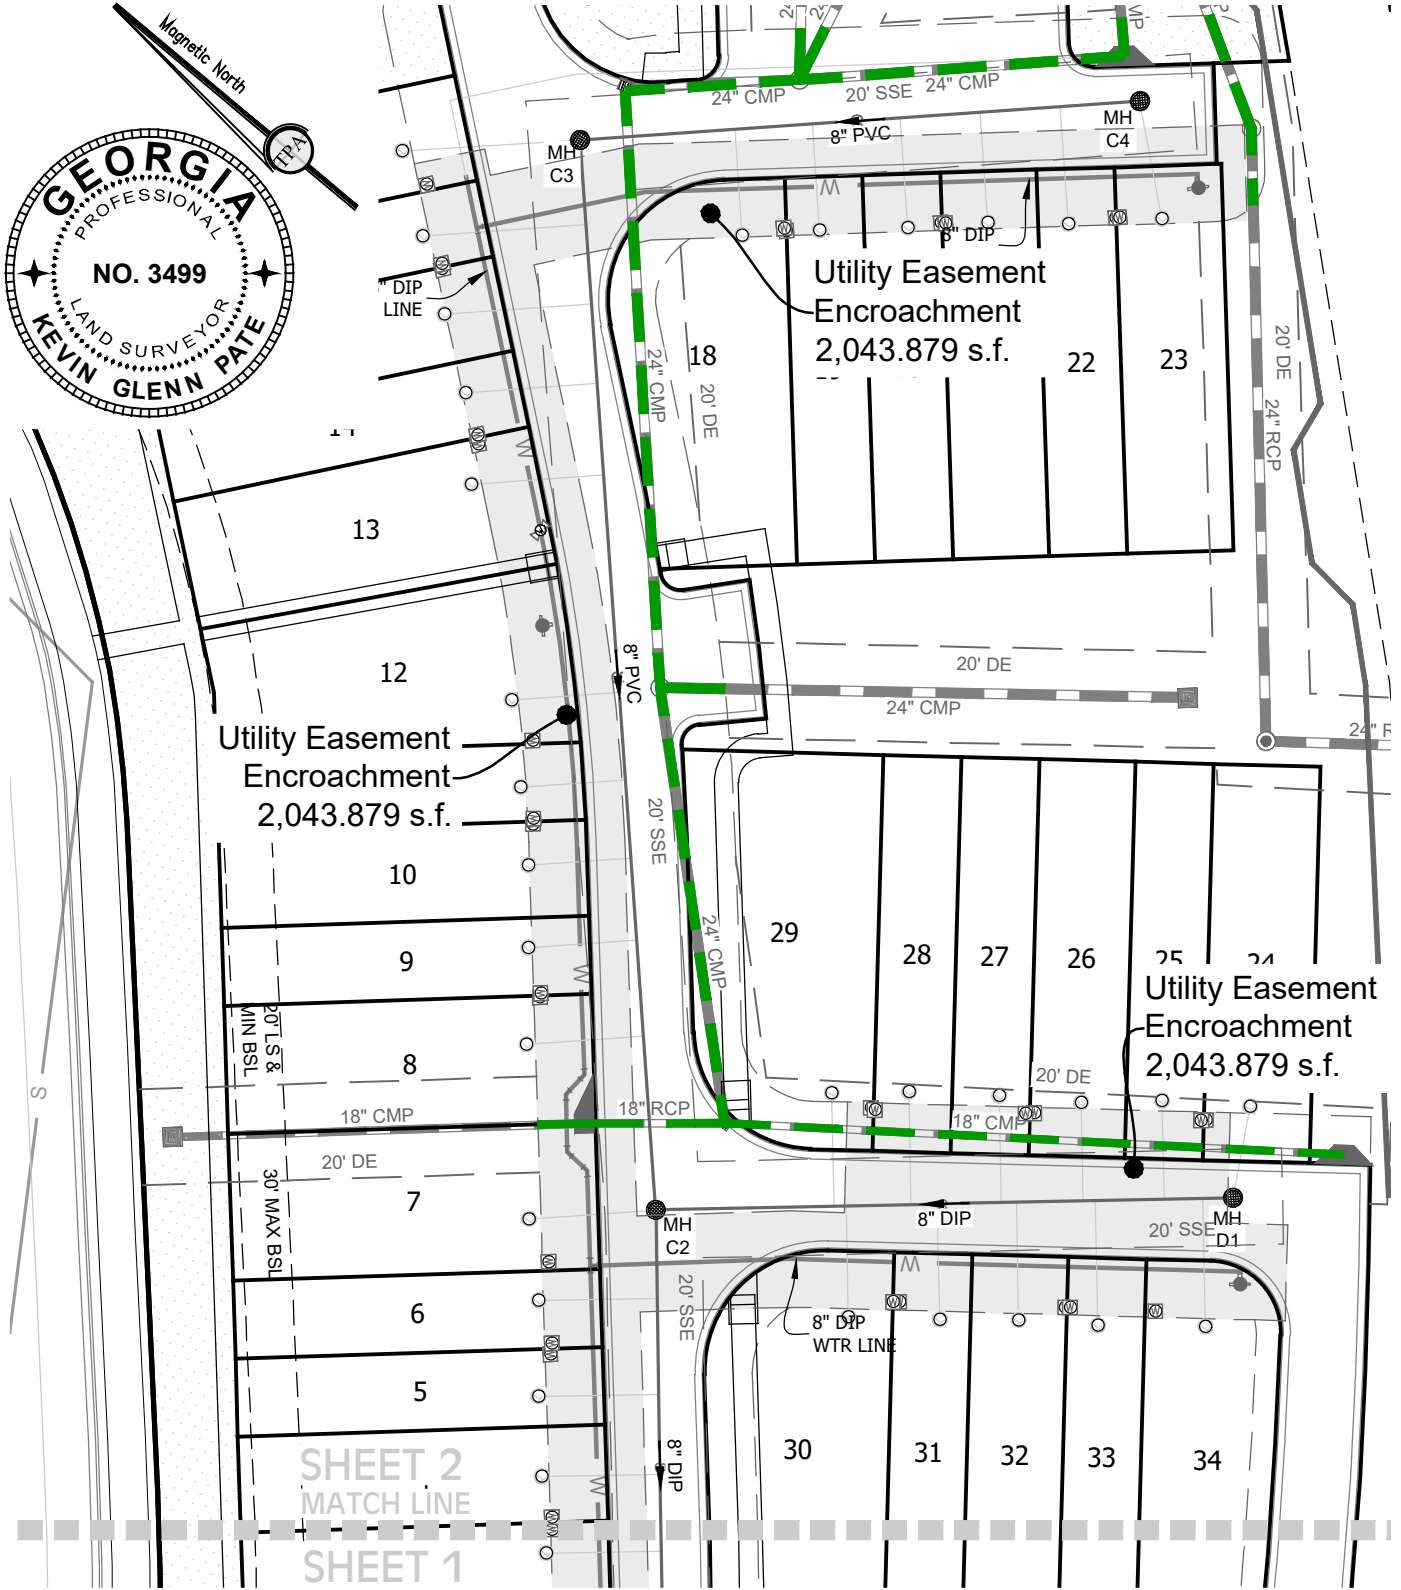 Magnetic North
TPA
GEORGIA
PROFESSIONAL
NO. 3499
LAND SURVEYOR
KEVIN GLENN PATE
24" CMP
20' SSE
24" CMP
MH
C3
8" PVC
MH
C4
W
8" DIP
Utility Easement
Encroachment
2,043.879 s.f.
" DIP
LINE
18
22
23
24" CMP
20' DE
20' DE
24" RCP
14
W
13
12
8" PVC
20' DE
24" CMP
24" R
Utility Easement
Encroachment
2,043.879 s.f.
20' SSE
10
9
W
24" CMP
29
28
27
26
25
24
Utility Easement
Encroachment
2,043.879 s.f.
20' LS &
MIN BSL
8
S
20' DE
18" CMP
18" RCP
18" CMP
20' DE
7
30' MAX BSL
MH
C2
8" DIP
20' SSE
MH
D1
W
6
20' SSE
8" DIP
WTR LINE
5
30
31
32
33
34
8" DIP
W
SHEET 2
MATCH LINE
SHEET 1